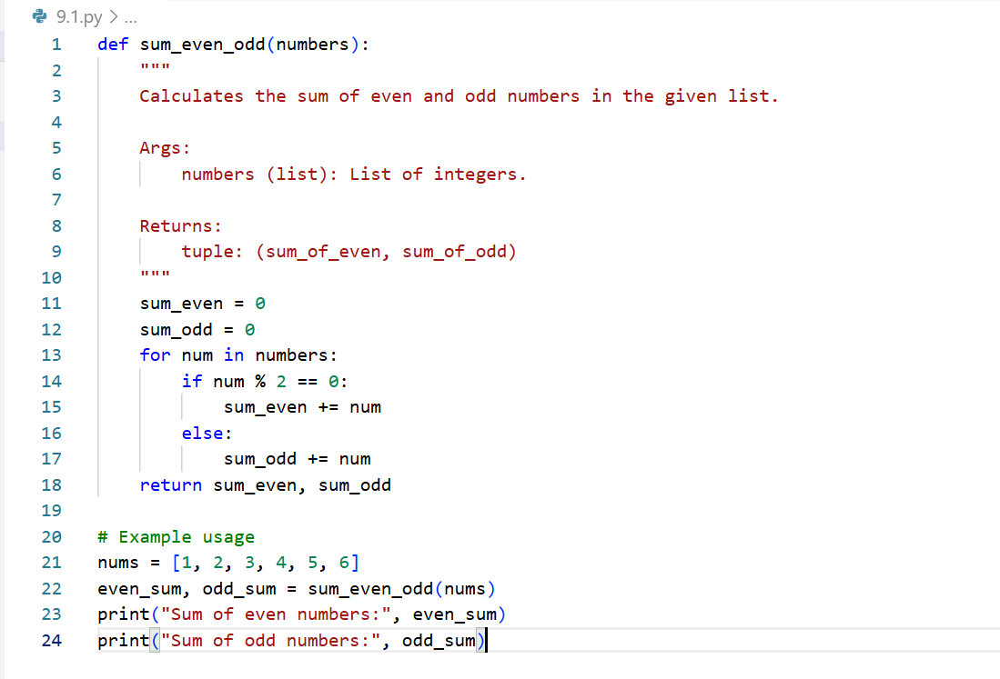 9.1.py > ...
1 def sum_even_odd(numbers):
2     """
3     Calculates the sum of even and odd numbers in the given list.
4
5     Args:
6         numbers (list): List of integers.
7
8     Returns:
9         tuple: (sum_of_even, sum_of_odd)
10     """
11     sum_even = 0
12     sum_odd = 0
13     for num in numbers:
14         if num % 2 == 0:
15             sum_even += num
16         else:
17             sum_odd += num
18     return sum_even, sum_odd
19
20 # Example usage
21 nums = [1, 2, 3, 4, 5, 6]
22 even_sum, odd_sum = sum_even_odd(nums)
23 print("Sum of even numbers:", even_sum)
24 print("Sum of odd numbers:", odd_sum)